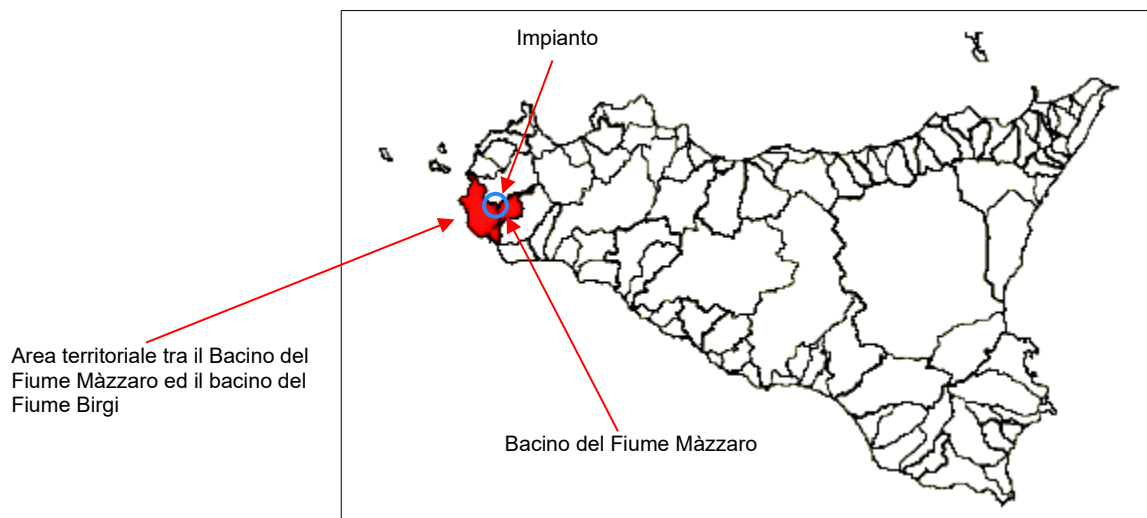 Impianto
Area territoriale tra il Bacino del
Fiume Màzzaro ed il bacino del
Fiume Birgi
Bacino del Fiume Màzzaro